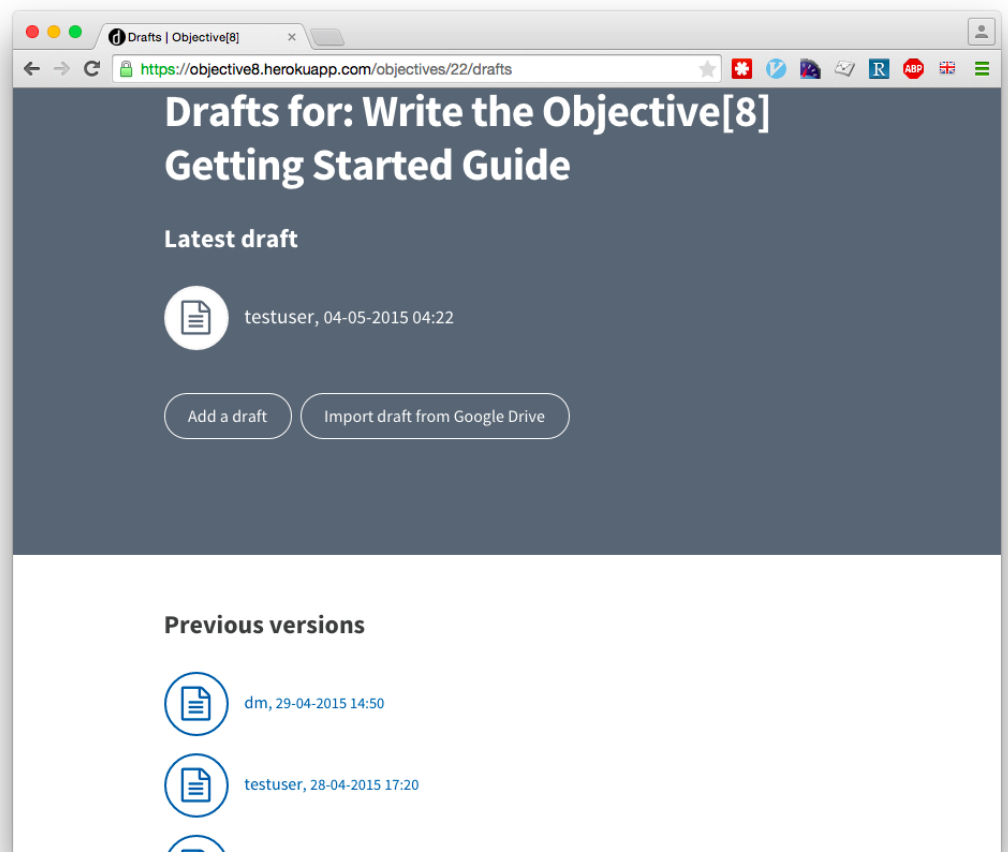 Drafts | Objective[8]
https://objective8.herokuapp.com/objectives/22/drafts
R
ABP
Drafts for: Write the Objective[8]
Getting Started Guide
Latest draft
testuser, 04-05-2015 04:22
Add a draft
Import draft from Google Drive
Previous versions
dm, 29-04-2015 14:50
testuser, 28-04-2015 17:20